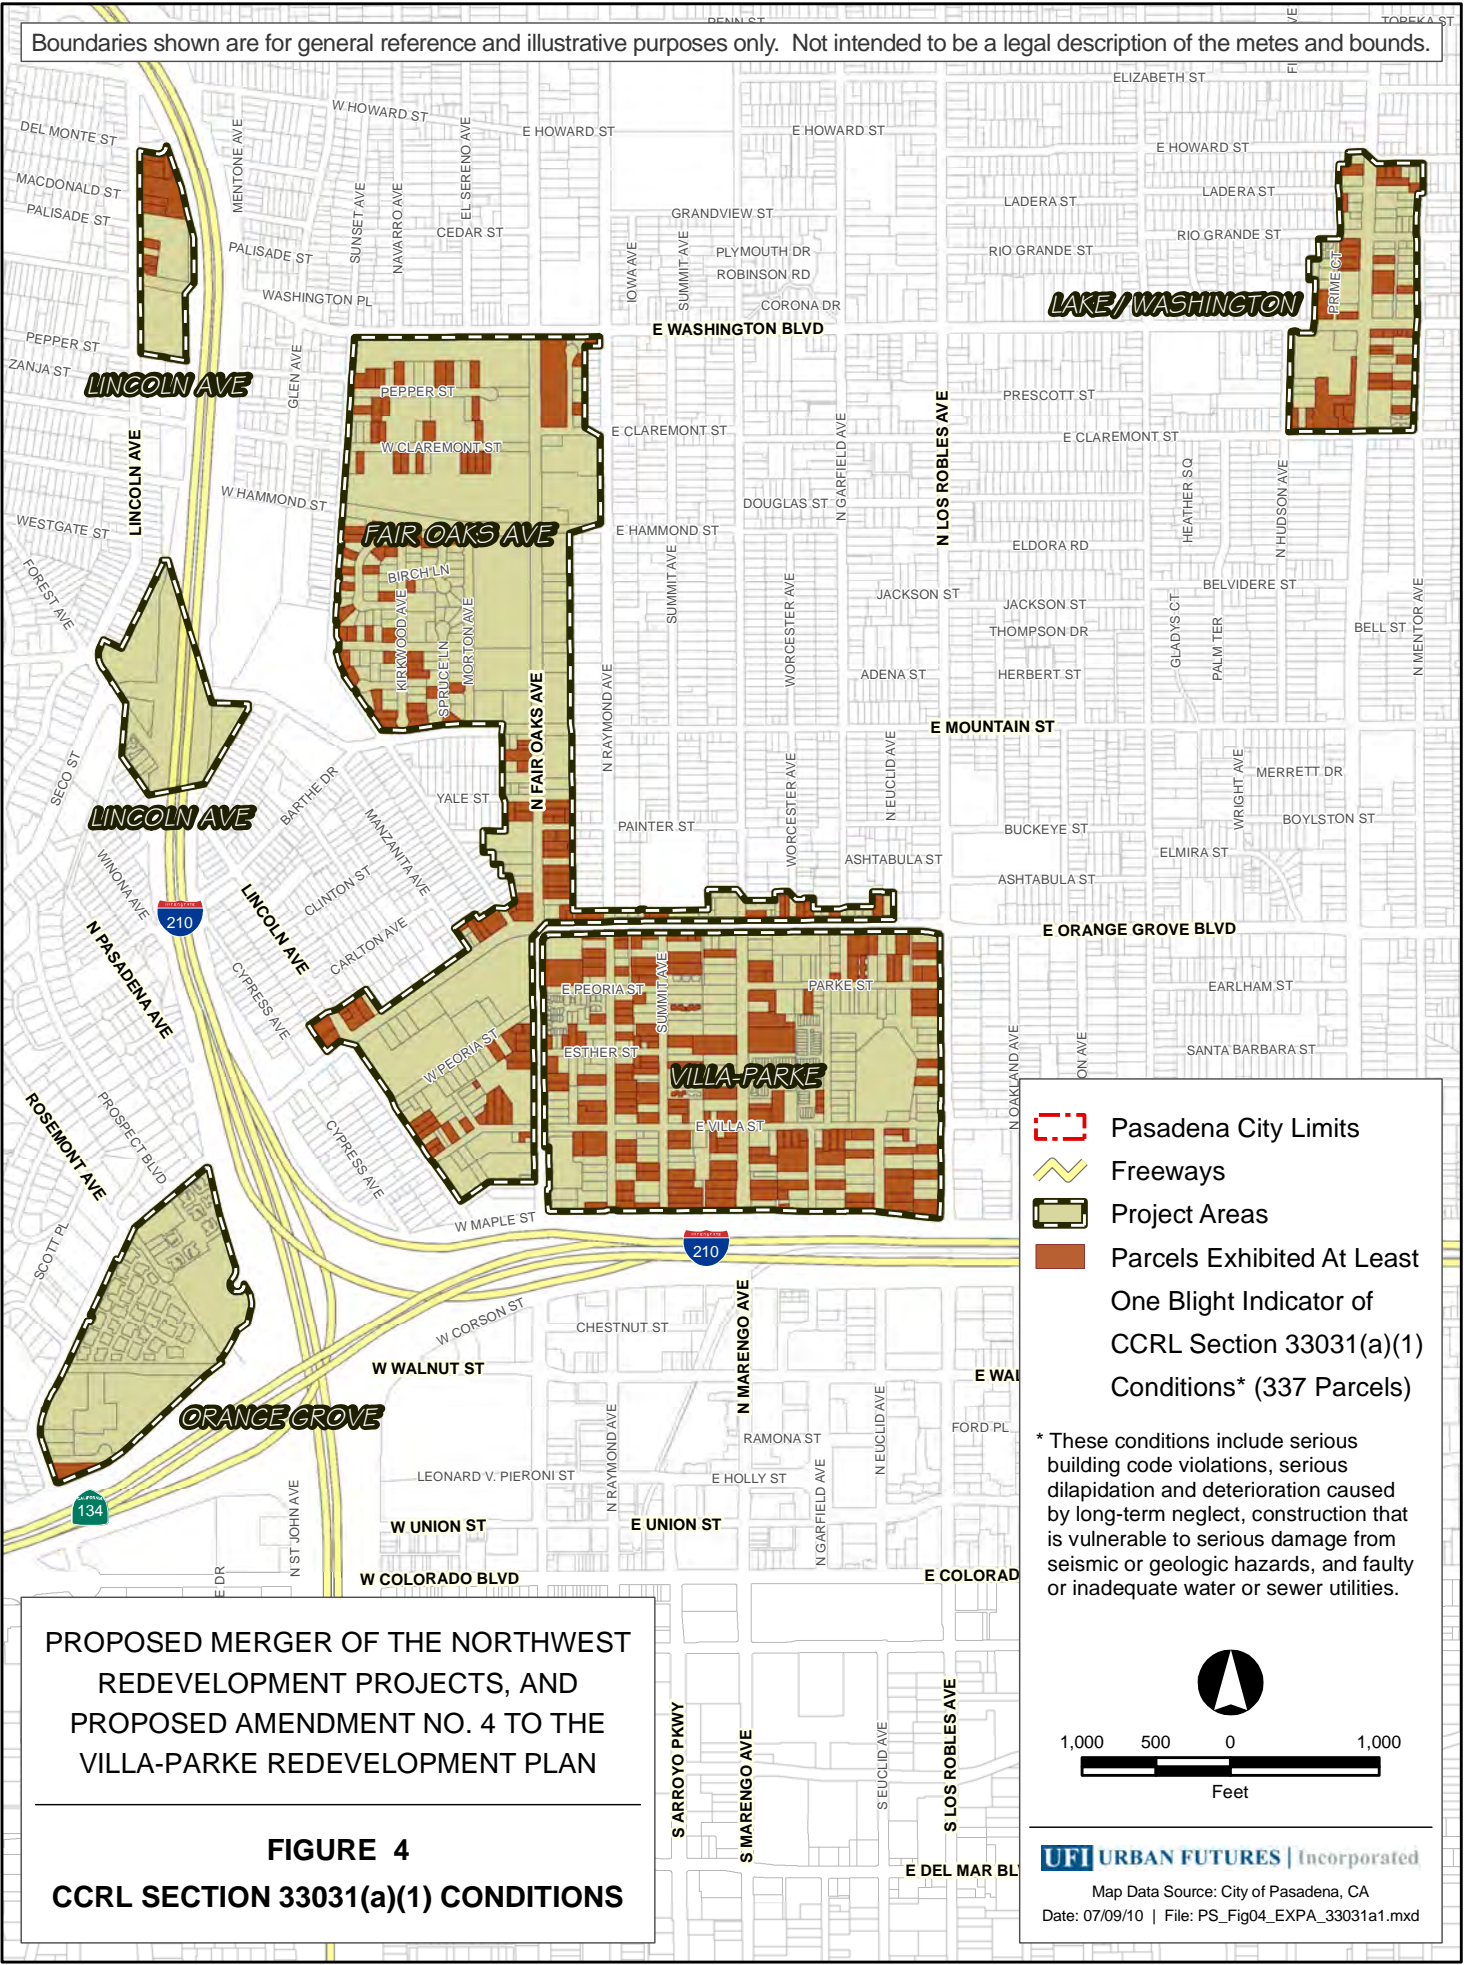 PENN ST
TOPEKA ST
Boundaries shown are for general reference and illustrative purposes only. Not intended to be a legal description of the metes and bounds.
ELIZABETH ST
W HOWARD ST
E HOWARD ST
E HOWARD ST
E HOWARD ST
DEL MONTE ST
MENTONE AVE
EL SERENO AVE
MACDONALD ST
PALISADE ST
SUNSET AVE
NAVARRO AVE
CEDAR ST
GRANDVIEW ST
LADERA ST
LADERA ST
PALISADE ST
IOWA AVE
SUMMIT AVE
PLYMOUTH DR
ROBINSON RD
CORONA DR
RIO GRANDE ST
RIO GRANDE ST
PRIME CT
WASHINGTON PL
E WASHINGTON BLVD
LAKE/WASHINGTON
PEPPER ST
ZANJA ST
LINCOLN AVE
GLEN AVE
PEPPER ST
PRESCOTT ST
LINCOLN AVE
W CLAREMONT ST
E CLAREMONT ST
N GARFIELD AVE
N LOS ROBLES AVE
E CLAREMONT ST
W HAMMOND ST
DOUGLAS ST
HEATHER SQ
N HUDSON AVE
WESTGATE ST
FAIR OAKS AVE
E HAMMOND ST
ELDORA RD
FOREST AVE
BIRCH LN
SUMMIT AVE
WORCESTER AVE
JACKSON ST
JACKSON ST
BELVIDERE ST
KIRKWOOD AVE
SPRUCE LN
MORTON AVE
THOMPSON DR
GLADYS CT
PALM TER
BELL ST
N MENTOR AVE
N RAYMOND AVE
ADENA ST
HERBERT ST
N FAIR OAKS AVE
E MOUNTAIN ST
SECO ST
BARTHE DR
YALE ST
WORCESTER AVE
N EUCLID AVE
WRIGHT AVE
MERRETT DR
LINCOLN AVE
MANZANITA AVE
PAINTER ST
BUCKEYE ST
BOYLSTON ST
WINONA AVE
CLINTON ST
ASHTABULA ST
ELMIRA ST
ASHTABULA ST
210
LINCOLN AVE
N PASADENA AVE
CARLTON AVE
E ORANGE GROVE BLVD
CYPRESS AVE
E PEORIA ST
SUMMIT AVE
PARKE ST
EARLHAM ST
W PEORIA ST
ESTHER ST
N OAKLAND AVE
ON AVE
SANTA BARBARA ST
VILLA-PARKE
ROSEMONT AVE
PROSPECT BLVD
CYPRESS AVE
E VILLA ST
SCOTT PL
W MAPLE ST
210
W CORSON ST
CHESTNUT ST
N MARENGO AVE
W WALNUT ST
E WAL
ORANGE GROVE
N RAYMOND AVE
RAMONA ST
N EUCLID AVE
FORD PL
LEONARD V. PIERONI ST
E HOLLY ST
N GARFIELD AVE
CALIFORNIA
134
N ST JOHN AVE
W UNION ST
E UNION ST
E DR
W COLORADO BLVD
E COLORAD
S ARROYO PKWY
S MARENGO AVE
S EUCLID AVE
S LOS ROBLES AVE
E DEL MAR BLV
Pasadena City Limits
Freeways
Project Areas
Parcels Exhibited At Least
One Blight Indicator of
CCRL Section 33031(a)(1)
Conditions* (337 Parcels)
* These conditions include serious
building code violations, serious
dilapidation and deterioration caused
by long-term neglect, construction that
is vulnerable to serious damage from
seismic or geologic hazards, and faulty
or inadequate water or sewer utilities.
1,000 500 0 1,000
Feet
UFI URBAN FUTURES | Incorporated
Map Data Source: City of Pasadena, CA
Date: 07/09/10 | File: PS_Fig04_EXPA_33031a1.mxd
PROPOSED MERGER OF THE NORTHWEST
REDEVELOPMENT PROJECTS, AND
PROPOSED AMENDMENT NO. 4 TO THE
VILLA-PARKE REDEVELOPMENT PLAN
FIGURE 4
CCRL SECTION 33031(a)(1) CONDITIONS